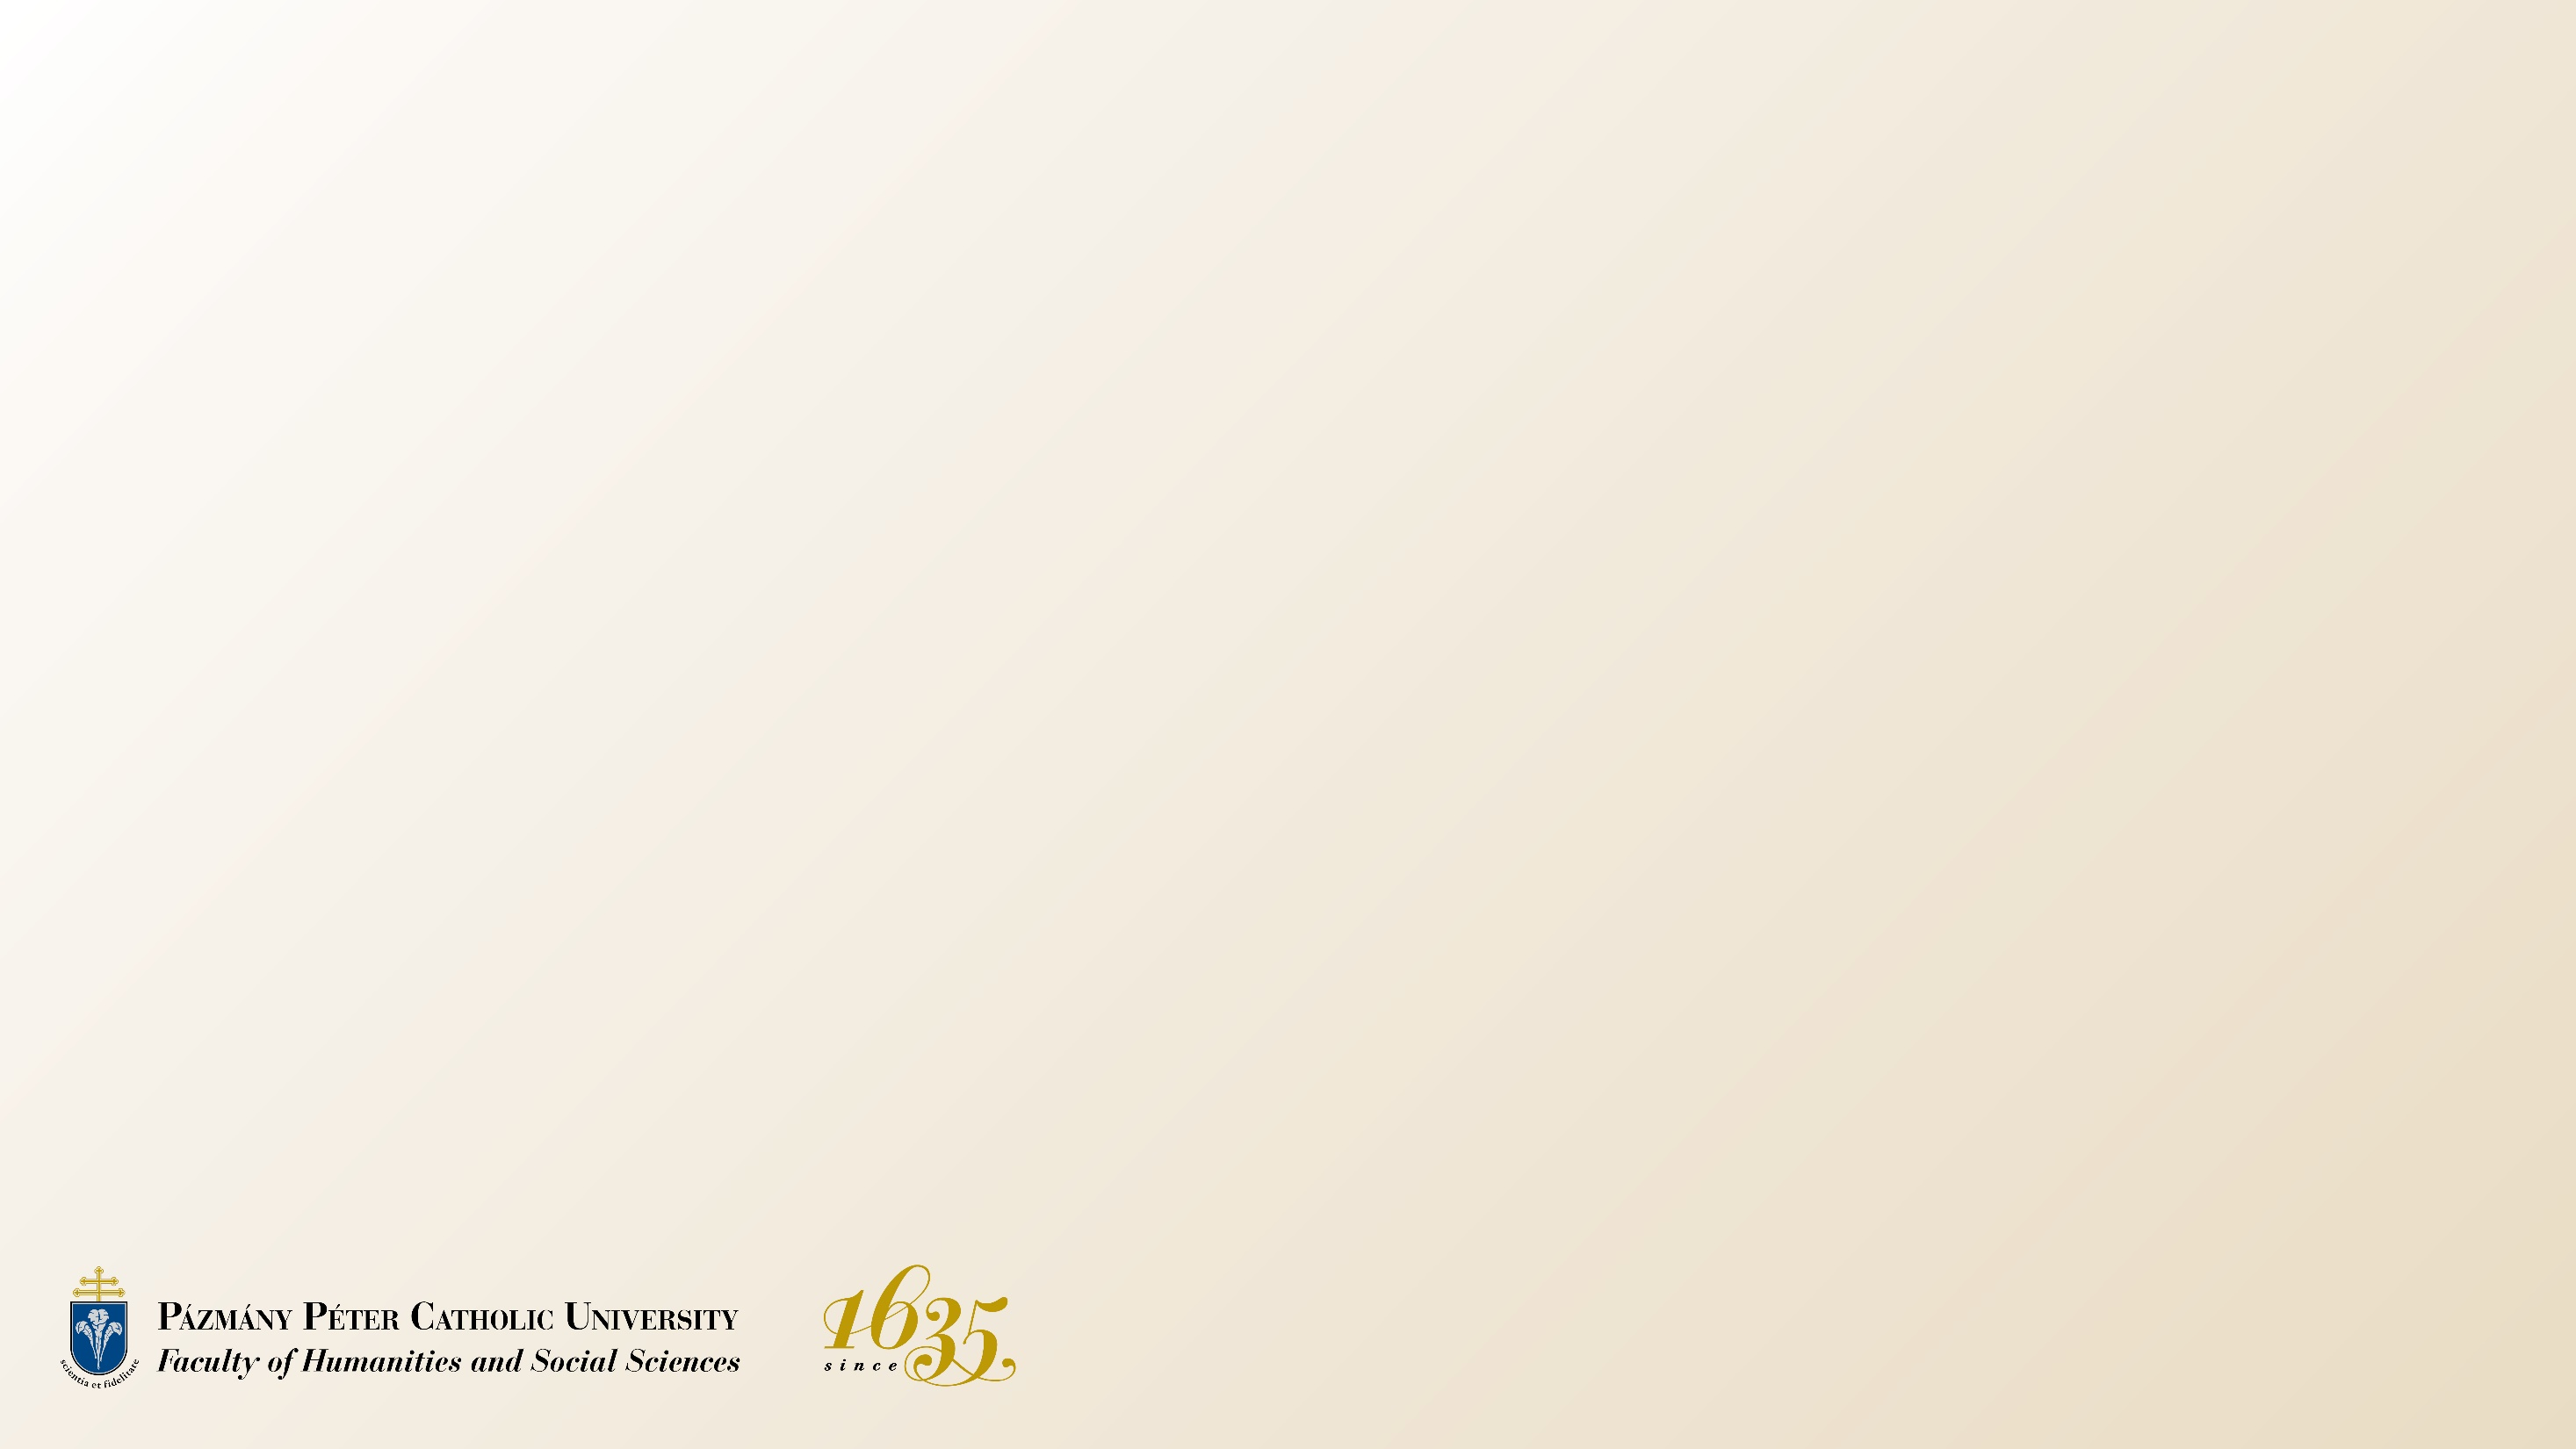 PÁZMÁNY PÉTER CATHOLIC UNIVERSITY
Faculty of Humanities and Social Sciences
scientia et fidelitate
1635
since